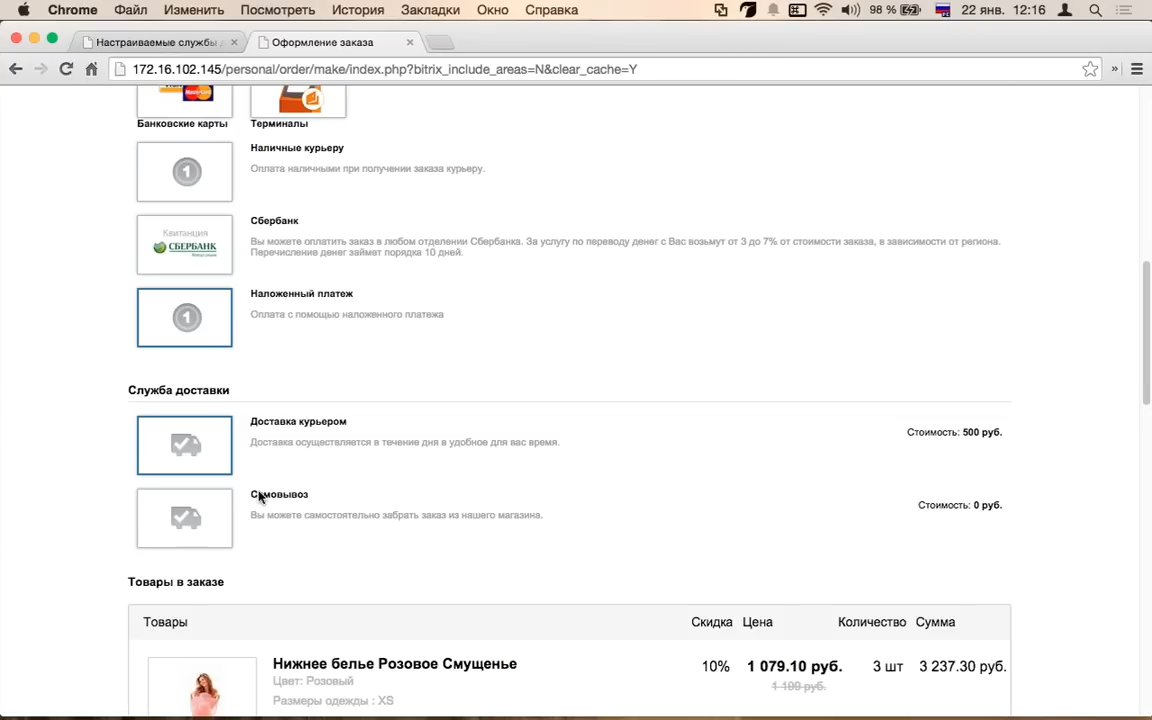 Chrome Файл Изменить Посмотреть История Закладки Окно Справка 98 % 22 янв. 12:16
Настраиваемые службы Оформление заказа
172.16.102.145/personal/order/make/index.php?bitrix_include_areas=N&clear_cache=Y
Банковские карты Терминалы
Наличные курьеру
1
Оплата наличными при получении заказа курьеру.
Сбербанк
Квитанция
СБЕРБАНК
Вы можете оплатить заказ в любом отделении Сбербанка. За услугу по переводу денег с Вас возьмут от 3 до 7% от стоимости заказа, в зависимости от региона.
Перечисление денег займет порядка 10 дней.
Наложенный платеж
1
Оплата с помощью наложенного платежа
Служба доставки
Доставка курьером
Стоимость: 500 руб.
Доставка осуществляется в течение дня в удобное для вас время.
Самовывоз
Стоимость: 0 руб.
Вы можете самостоятельно забрать заказ из нашего магазина.
Товары в заказе
Товары Скидка Цена Количество Сумма
Нижнее белье Розовое Смущенье 10% 1 079.10 руб. 3 шт 3 237.30 руб.
Цвет: Розовый 1 199 руб.
Размеры одежды : XS